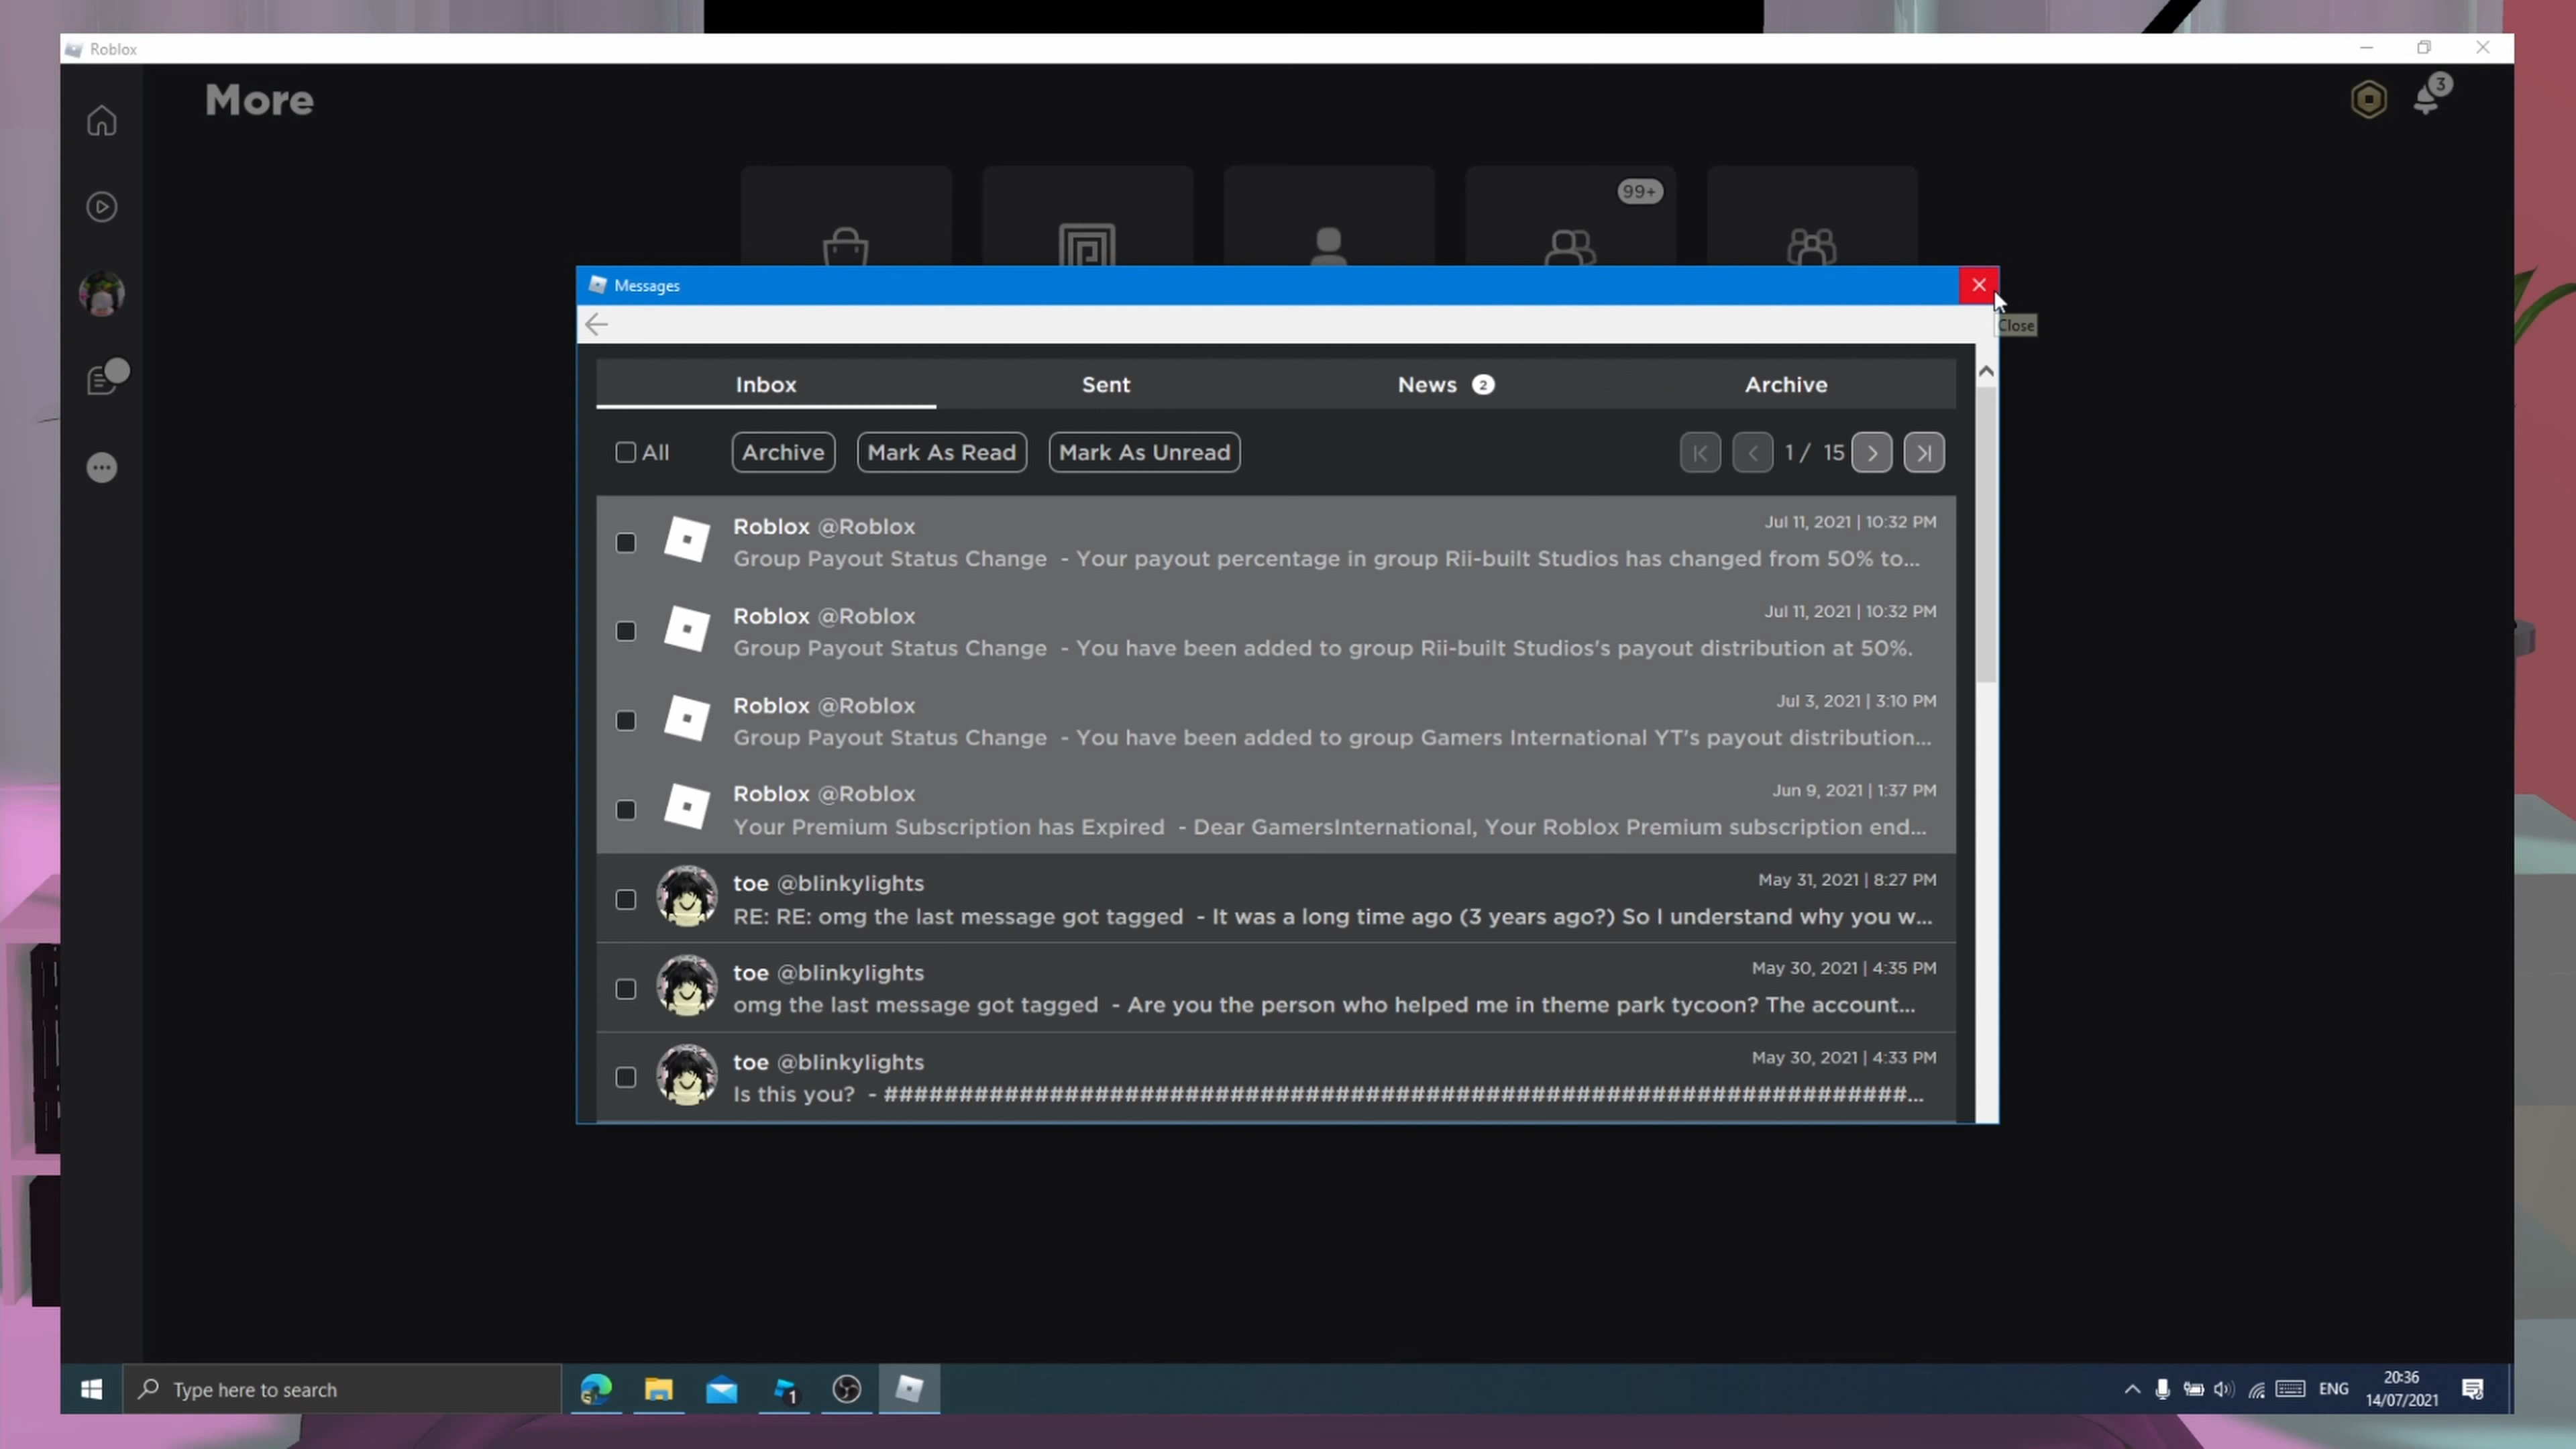 Roblox
More
3
99+
Messages
Close
Inbox Sent News 2 Archive
All Archive Mark As Read Mark As Unread 1 / 15
Roblox @Roblox Jul 11, 2021 | 10:32 PM
Group Payout Status Change - Your payout percentage in group Rii-built Studios has changed from 50% to...
Roblox @Roblox Jul 11, 2021 | 10:32 PM
Group Payout Status Change - You have been added to group Rii-built Studios's payout distribution at 50%.
Roblox @Roblox Jul 3, 2021 | 3:10 PM
Group Payout Status Change - You have been added to group Gamers International YT's payout distribution...
Roblox @Roblox Jun 9, 2021 | 1:37 PM
Your Premium Subscription has Expired - Dear GamersInternational, Your Roblox Premium subscription end...
toe @blinkylights May 31, 2021 | 8:27 PM
RE: RE: omg the last message got tagged - It was a long time ago (3 years ago?) So I understand why you w...
toe @blinkylights May 30, 2021 | 4:35 PM
omg the last message got tagged - Are you the person who helped me in theme park tycoon? The account...
toe @blinkylights May 30, 2021 | 4:33 PM
Is this you? - ####################################################################...
Type here to search 1 ENG 20:36
14/07/2021